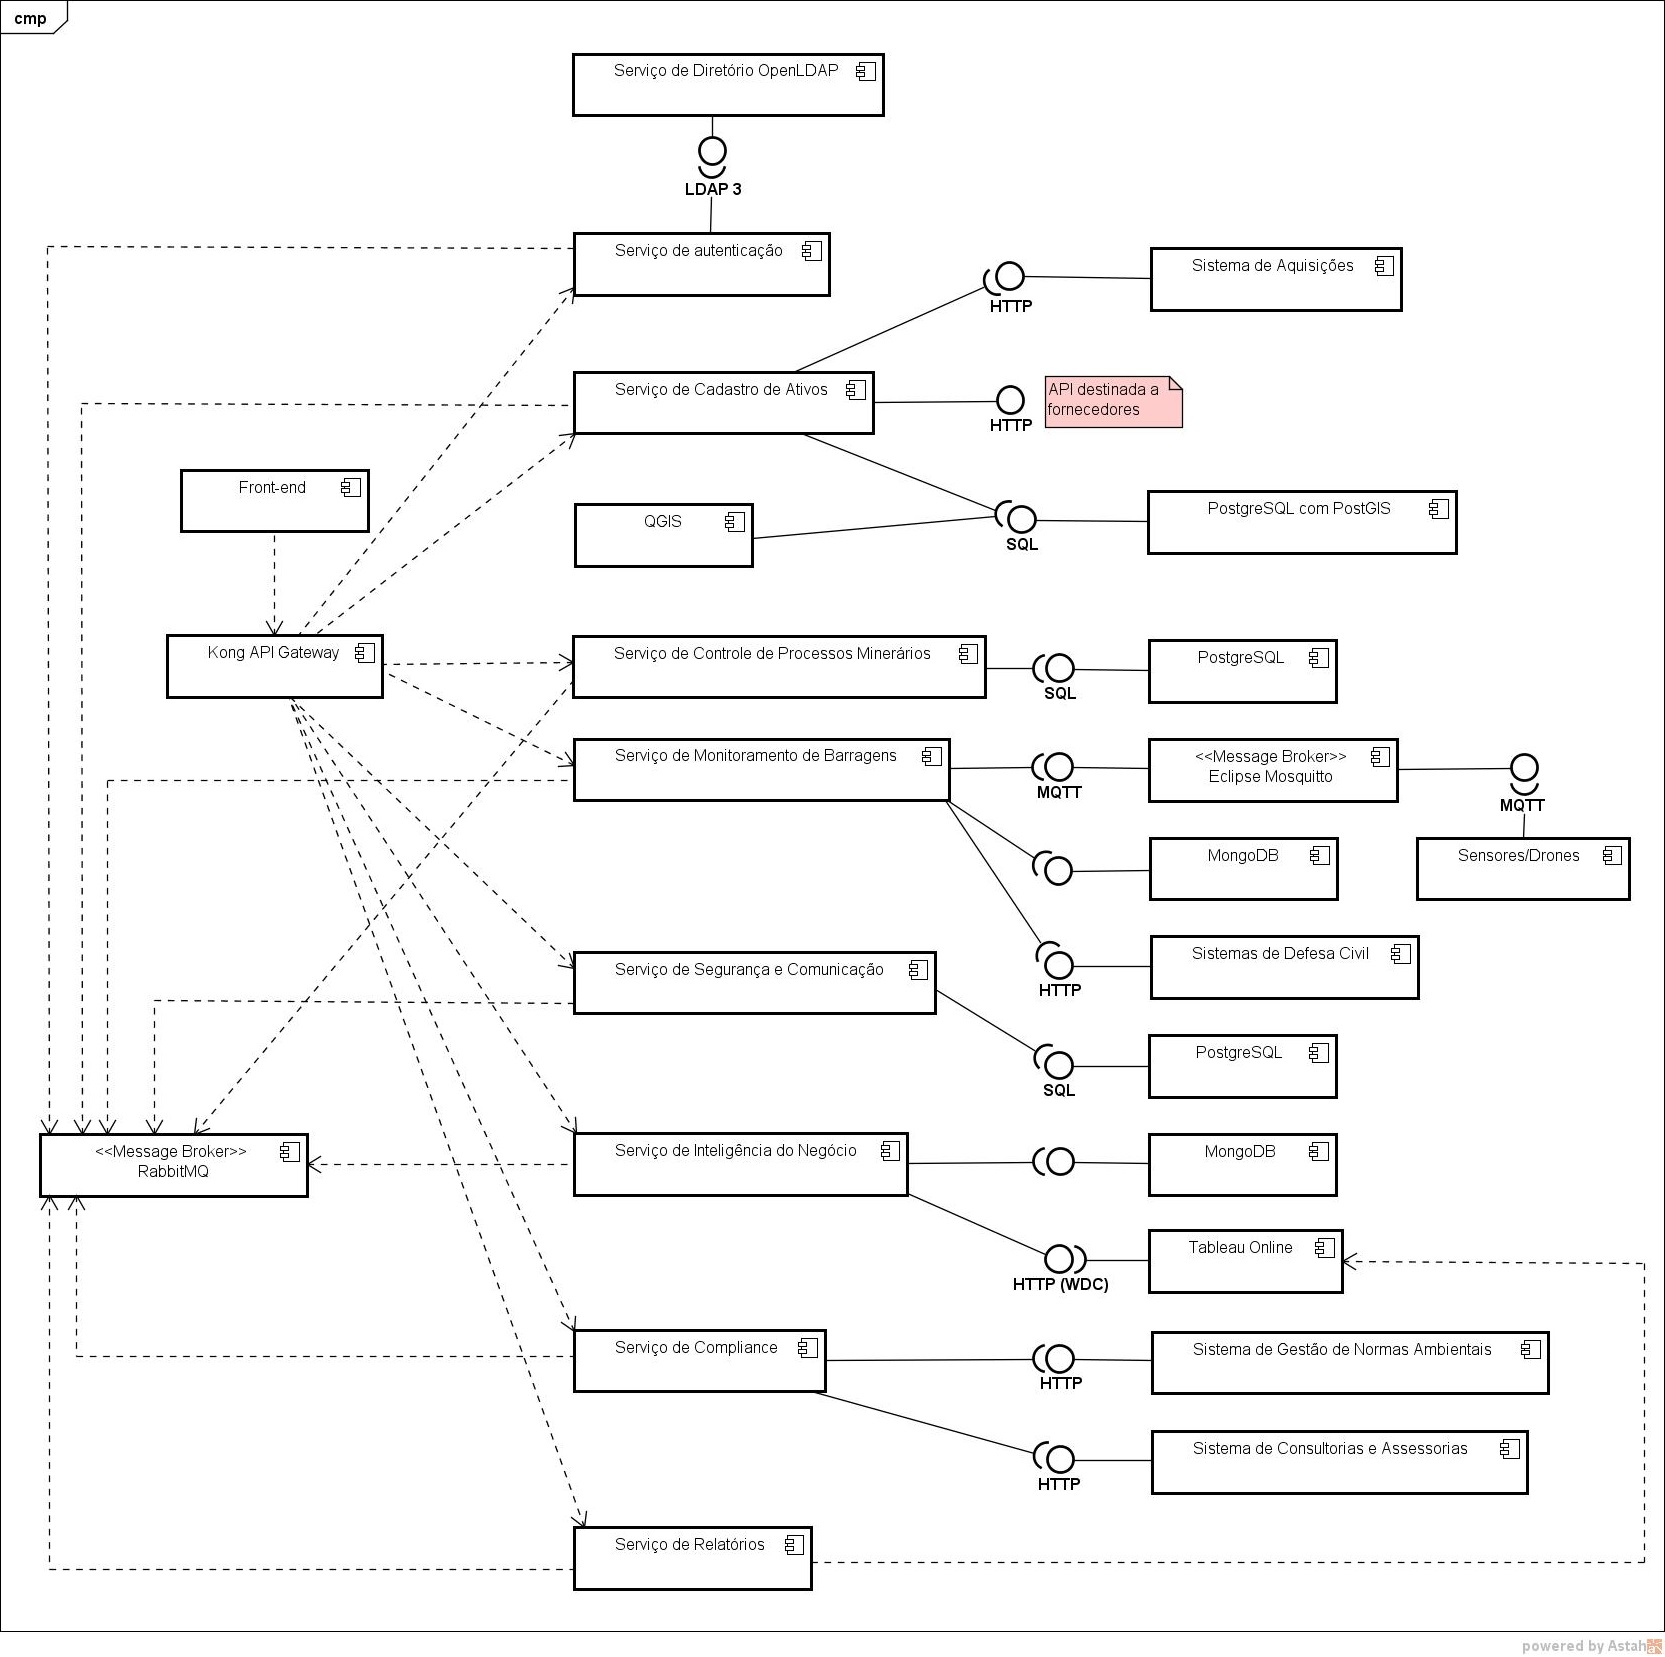 cmp
Serviço de Diretório OpenLDAP
LDAP 3
Serviço de autenticação
Sistema de Aquisições
HTTP
Serviço de Cadastro de Ativos
API destinada a
fornecedores
HTTP
Front-end
QGIS
PostgreSQL com PostGIS
SQL
Kong API Gateway
Serviço de Controle de Processos Minerários
PostgreSQL
SQL
Serviço de Monitoramento de Barragens
<<Message Broker>>
Eclipse Mosquitto
MQTT
MQTT
MongoDB
Sensores/Drones
Serviço de Segurança e Comunicação
Sistemas de Defesa Civil
HTTP
PostgreSQL
SQL
<<Message Broker>>
RabbitMQ
Serviço de Inteligência do Negócio
MongoDB
Tableau Online
HTTP (WDC)
Serviço de Compliance
Sistema de Gestão de Normas Ambientais
HTTP
Sistema de Consultorias e Assessorias
HTTP
Serviço de Relatórios
powered by Astah